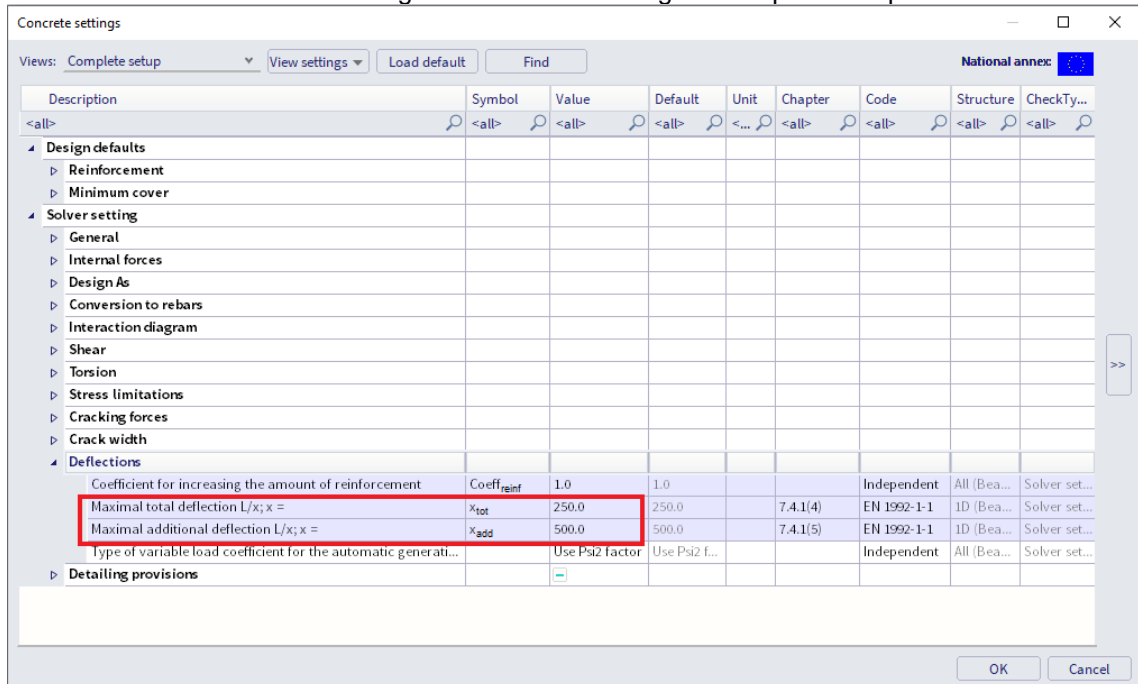 Concrete settings
Views: Complete setup View settings Load default Find National annex:
Description Symbol Value Default Unit Chapter Code Structure CheckTy...
<all> <all> <all> <all> <... <all> <all> <all> <all>
Design defaults
Reinforcement
Minimum cover
Solver setting
General
Internal forces
Design As
Conversion to rebars
Interaction diagram
Shear
Torsion
>>
Stress limitations
Cracking forces
Crack width
Deflections
Coefficient for increasing the amount of reinforcement Coeffreinf 1.0 1.0 Independent All (Bea... Solver set...
Maximal total deflection L/x; x = xtot 250.0 250.0 7.4.1(4) EN 1992-1-1 1D (Bea... Solver set...
Maximal additional deflection L/x; x = xadd 500.0 500.0 7.4.1(5) EN 1992-1-1 1D (Bea... Solver set...
Type of variable load coefficient for the automatic generati... Use Psi2 factor Use Psi2 f... Independent All (Bea... Solver set...
Detailing provisions
OK Cancel